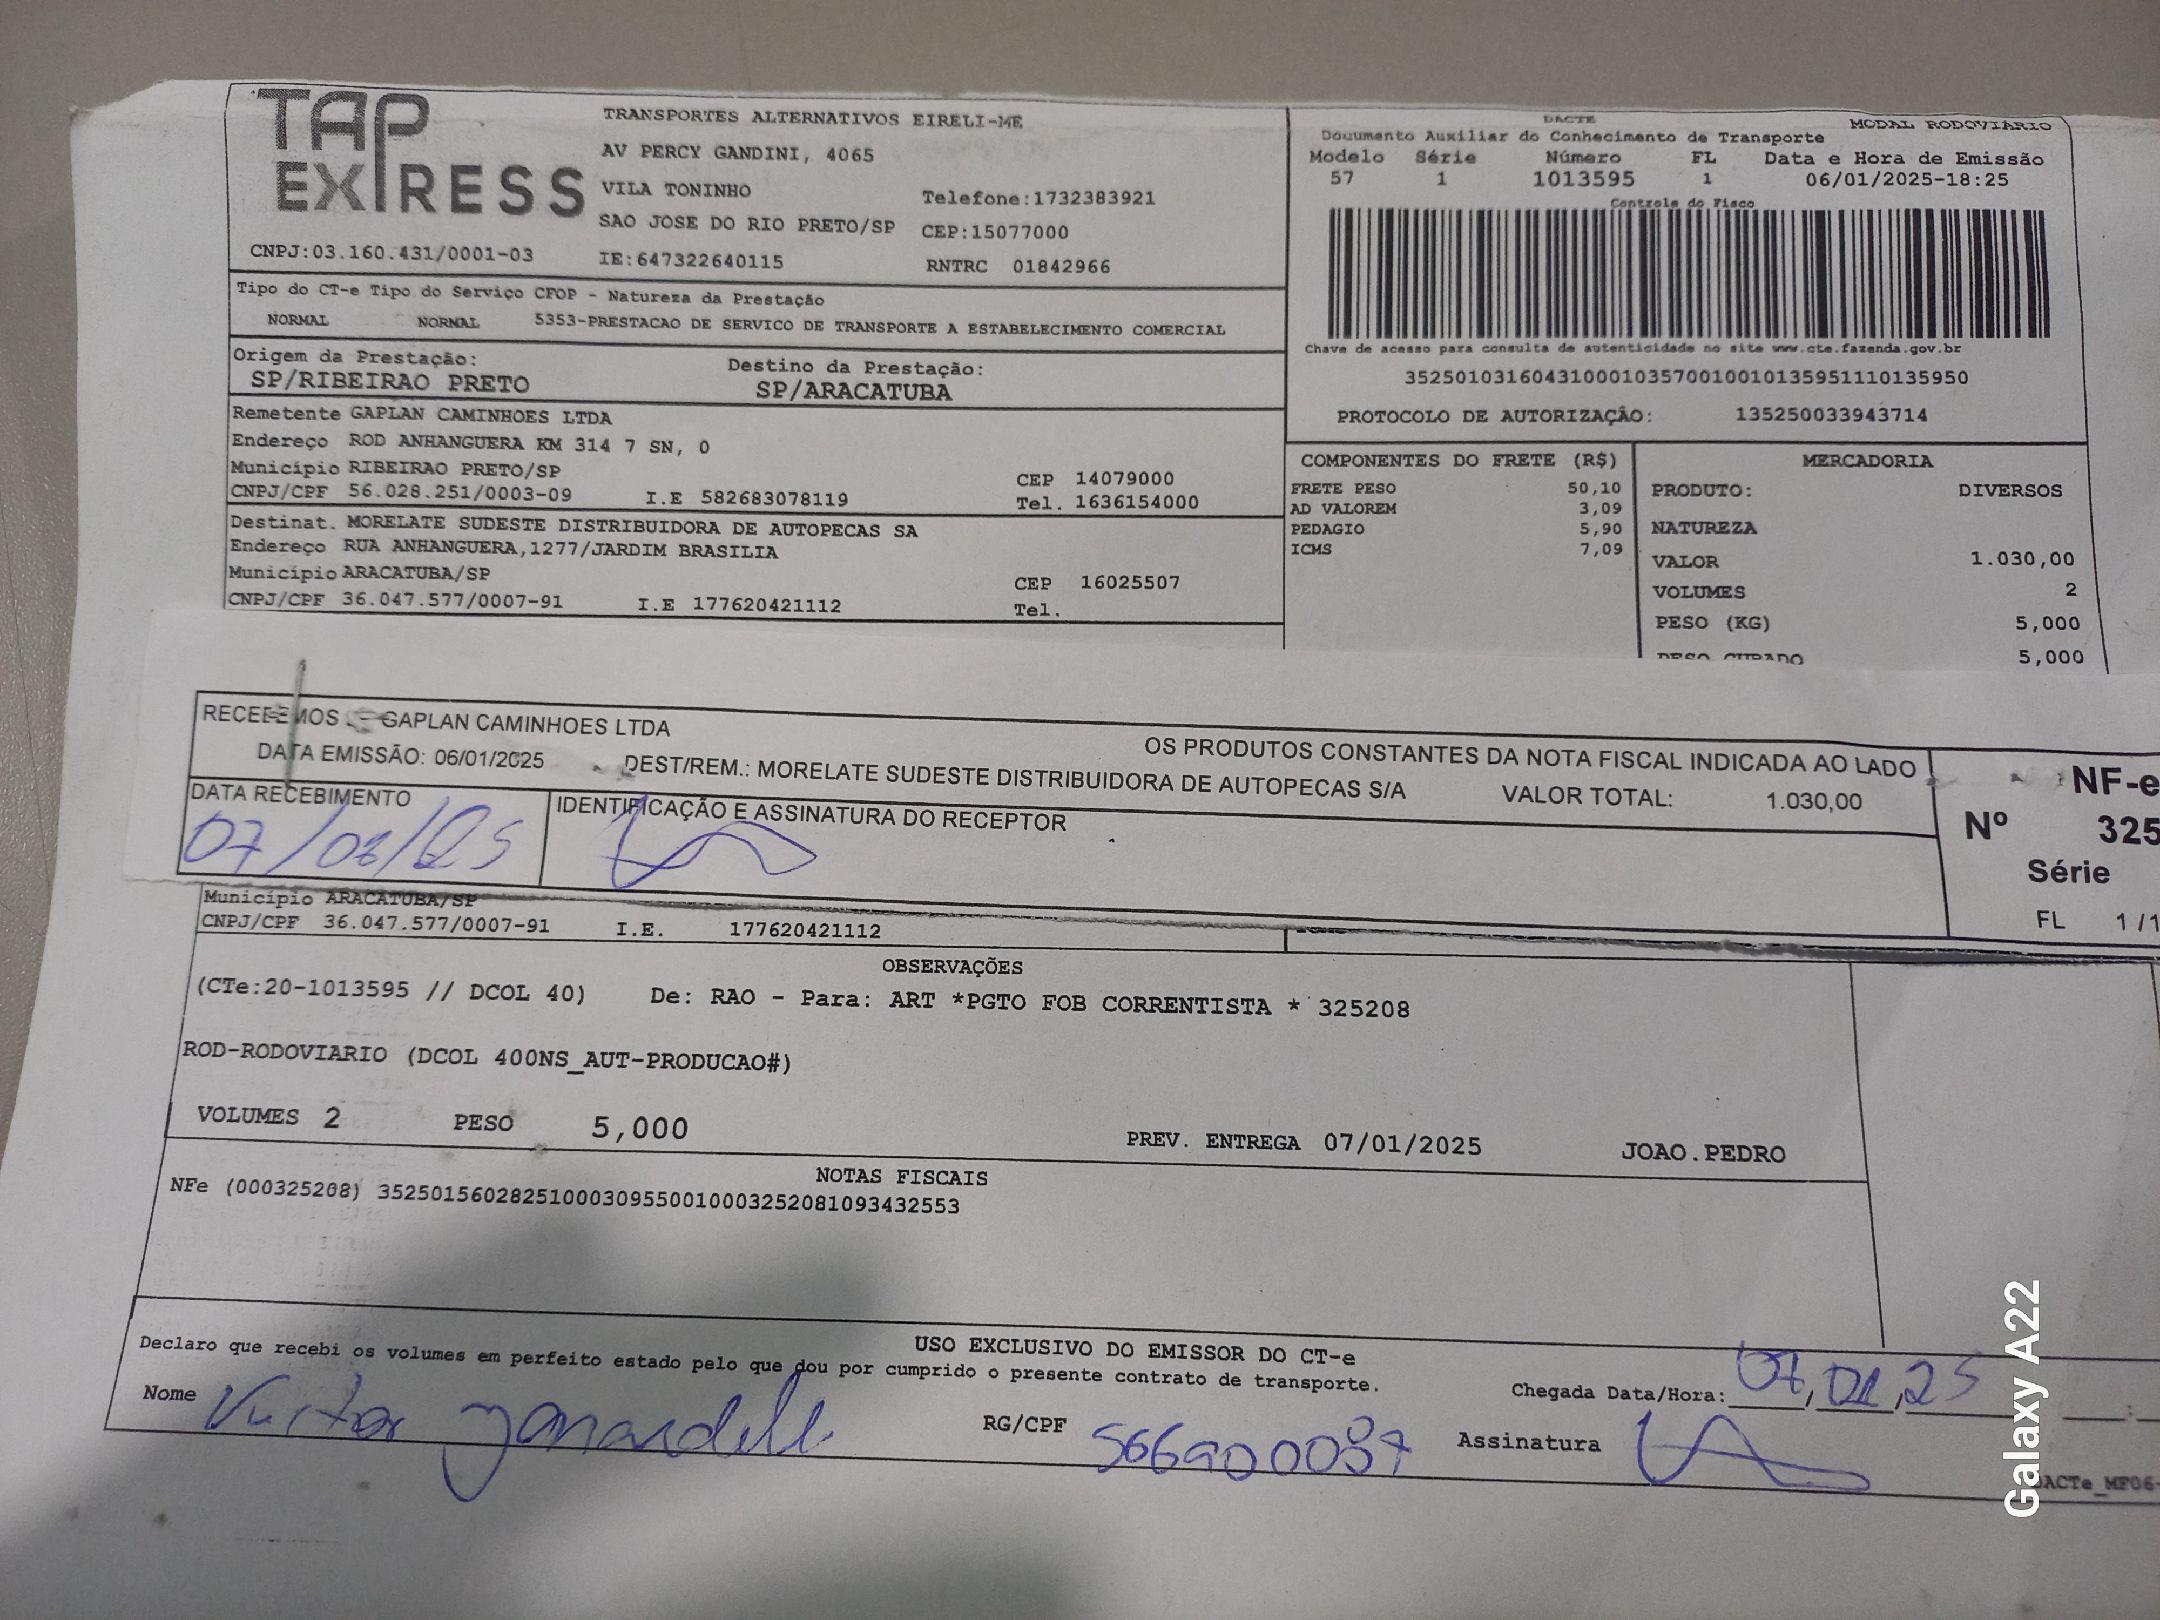 TAP EXPRESS
TRANSPORTES ALTERNATIVOS EIRELI-ME
AV PERCY GANDINI, 4065
VILA TONINHO
Telefone:1732383921
SAO JOSE DO RIO PRETO/SP CEP:15077000
CNPJ:03.160.431/0001-03 IE:647322640115 RNTRC 01842966
DACTE MODAL RODOVIÁRIO
Documento Auxiliar do Conhecimento de Transporte
Modelo Série Número FL Data e Hora de Emissão
57 1 1013595 1 06/01/2025-18:25
Controle do Fisco
Chave de acesso para consulta de autenticidade no site www.cte.fazenda.gov.br
35250103160431000103570010010135951110135950
PROTOCOLO DE AUTORIZAÇÃO: 135250033943714
Tipo do CT-e Tipo do Serviço CFOP - Natureza da Prestação
NORMAL NORMAL 5353-PRESTACAO DE SERVICO DE TRANSPORTE A ESTABELECIMENTO COMERCIAL
Origem da Prestação: Destino da Prestação:
SP/RIBEIRAO PRETO SP/ARACATUBA
Remetente GAPLAN CAMINHOES LTDA
Endereço ROD ANHANGUERA KM 314 7 SN, 0
Município RIBEIRAO PRETO/SP CEP 14079000
CNPJ/CPF 56.028.251/0003-09 I.E 582683078119 Tel. 1636154000
Destinat. MORELATE SUDESTE DISTRIBUIDORA DE AUTOPECAS SA
Endereço RUA ANHANGUERA,1277/JARDIM BRASILIA
Município ARACATUBA/SP CEP 16025507
CNPJ/CPF 36.047.577/0007-91 I.E 177620421112 Tel.
COMPONENTES DO FRETE (R$)
FRETE PESO 50,10
AD VALOREM 3,09
PEDAGIO 5,90
ICMS 7,09
MERCADORIA
PRODUTO: DIVERSOS
NATUREZA
VALOR 1.030,00
VOLUMES 2
PESO (KG) 5,000
PESO CUBADO 5,000
RECEBEMOS DE GAPLAN CAMINHOES LTDA OS PRODUTOS CONSTANTES DA NOTA FISCAL INDICADA AO LADO
DATA EMISSÃO: 06/01/2025 DEST/REM.: MORELATE SUDESTE DISTRIBUIDORA DE AUTOPECAS S/A VALOR TOTAL: 1.030,00
DATA RECEBIMENTO IDENTIFICAÇÃO E ASSINATURA DO RECEPTOR
NF-e
Nº 325
Série
FL 1 /1
Município ARACATUBA/SP
CNPJ/CPF 36.047.577/0007-91 I.E. 177620421112
OBSERVAÇÕES
(CTe:20-1013595 // DCOL 40) De: RAO - Para: ART *PGTO FOB CORRENTISTA * 325208
ROD-RODOVIARIO (DCOL 400NS_AUT-PRODUCAO#)
VOLUMES 2 PESO 5,000 PREV. ENTREGA 07/01/2025 JOAO.PEDRO
NOTAS FISCAIS
NFe (000325208) 35250156028251000309550010003252081093432553
USO EXCLUSIVO DO EMISSOR DO CT-e
Declaro que recebi os volumes em perfeito estado pelo que dou por cumprido o presente contrato de transporte.
Chegada Data/Hora: 07,01,25
Nome Victor RG/CPF 566900037 Assinatura
DACTe_MF06-
Galaxy A22